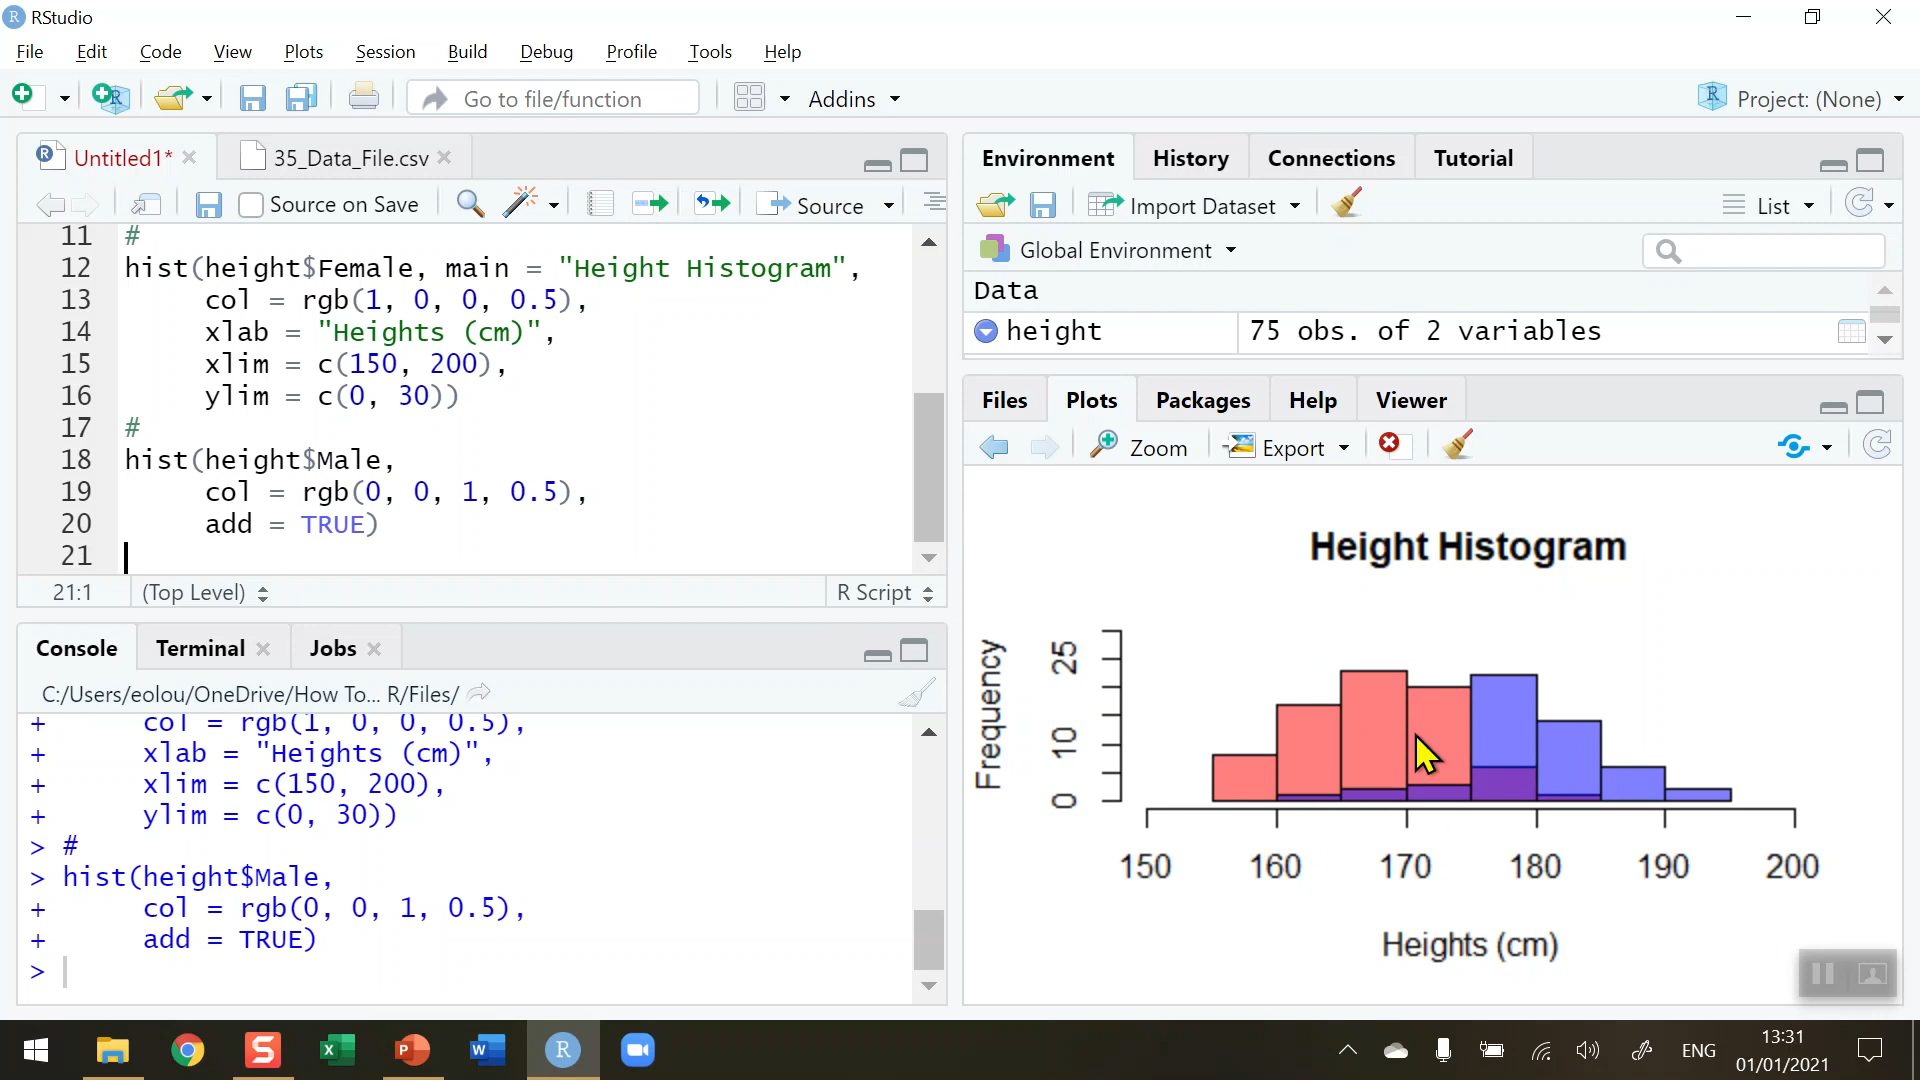 RStudio
File Edit Code View Plots Session Build Debug Profile Tools Help
Go to file/function Addins Project: (None)
Untitled1* 35_Data_File.csv
Source on Save Source
11 #
12 hist(height$Female, main = "Height Histogram",
13 col = rgb(1, 0, 0, 0.5),
14 xlab = "Heights (cm)",
15 xlim = c(150, 200),
16 ylim = c(0, 30))
17 #
18 hist(height$Male,
19 col = rgb(0, 0, 1, 0.5),
20 add = TRUE)
21
21:1 (Top Level) R Script
Console Terminal Jobs
C:/Users/eolou/OneDrive/How To... R/Files/
+ col = rgb(1, 0, 0, 0.5),
+ xlab = "Heights (cm)",
+ xlim = c(150, 200),
+ ylim = c(0, 30))
> #
> hist(height$Male,
+ col = rgb(0, 0, 1, 0.5),
+ add = TRUE)
>
Environment History Connections Tutorial
Import Dataset List
Global Environment
Data
height 75 obs. of 2 variables
Files Plots Packages Help Viewer
Zoom Export
Height Histogram
Frequency
25
10
0
150 160 170 180 190 200
Heights (cm)
ENG
13:31
01/01/2021